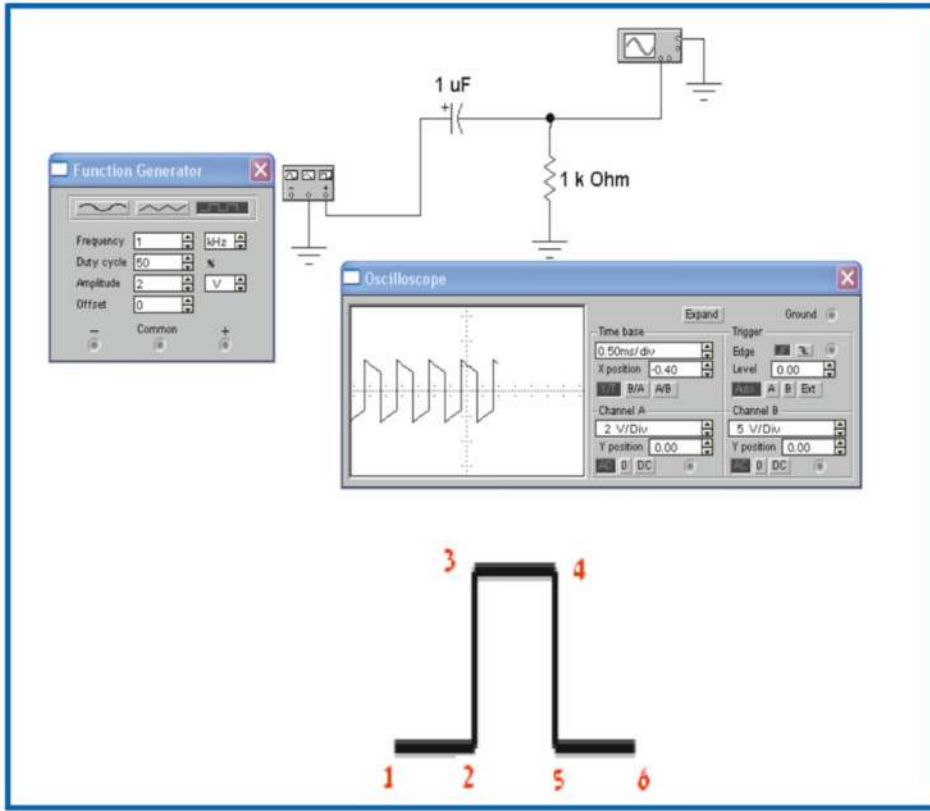 1 uF
1 k Ohm
Function Generator
Frequency 1 kHz
Duty cycle 50 %
Amplitude 2 V
Offset 0
− Common +
− +
Oscilloscope
Expand Ground
Time base Trigger
0.50ms/div Edge
X position -0.40 Level 0.00
Y/T B/A A/B Auto A B Ext
Channel A Channel B
2 V/Div 5 V/Div
Y position 0.00 Y position 0.00
AC 0 DC AC 0 DC
3 4
1 2 5 6